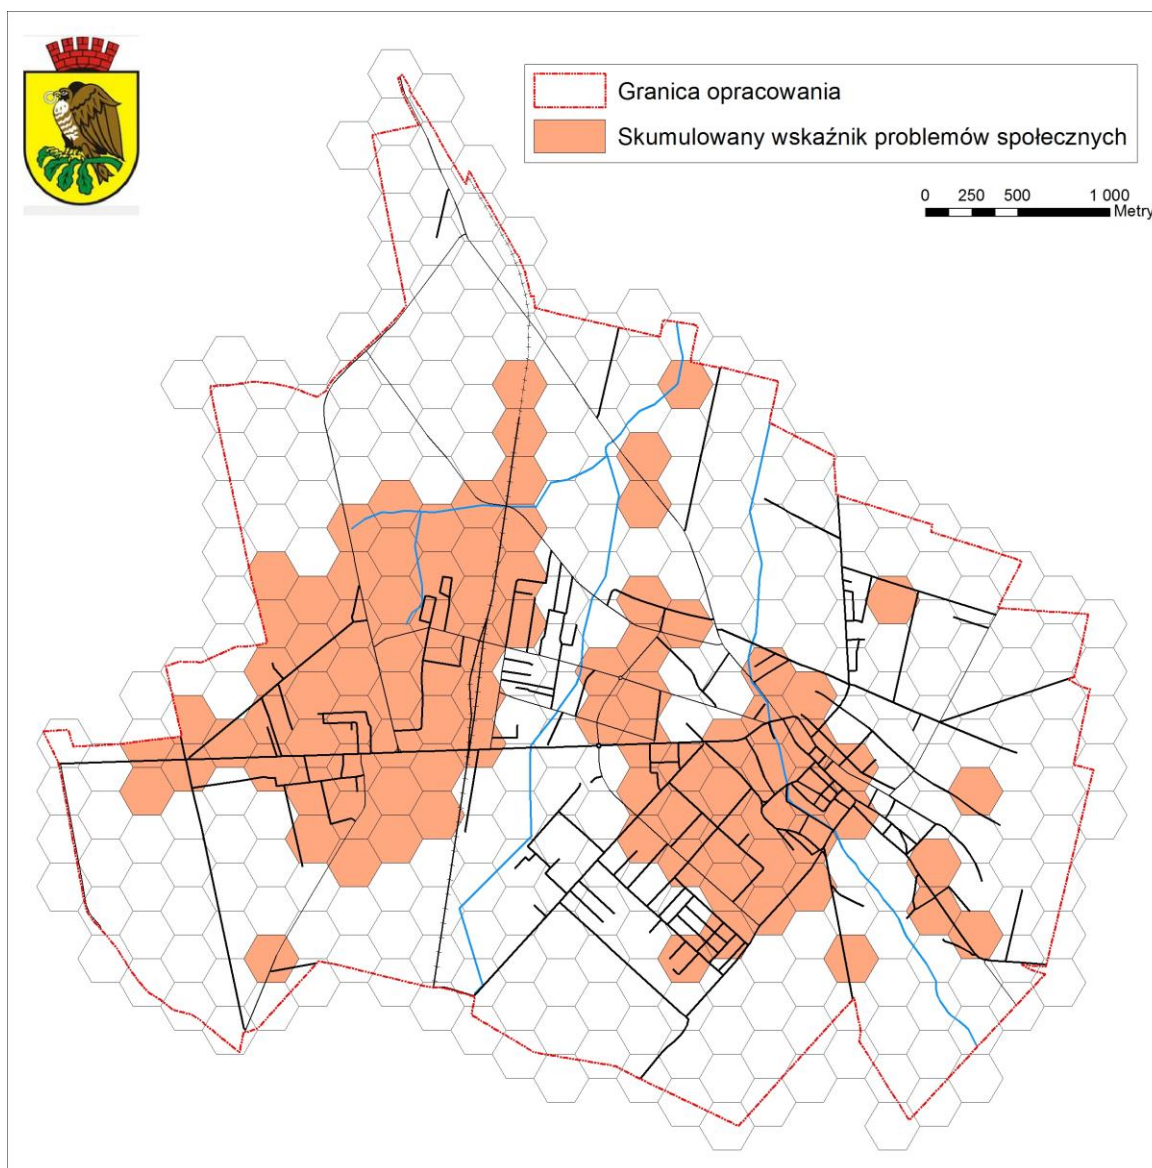 Granica opracowania
Skumulowany wskaźnik problemów społecznych
0 250 500 1 000
Metry